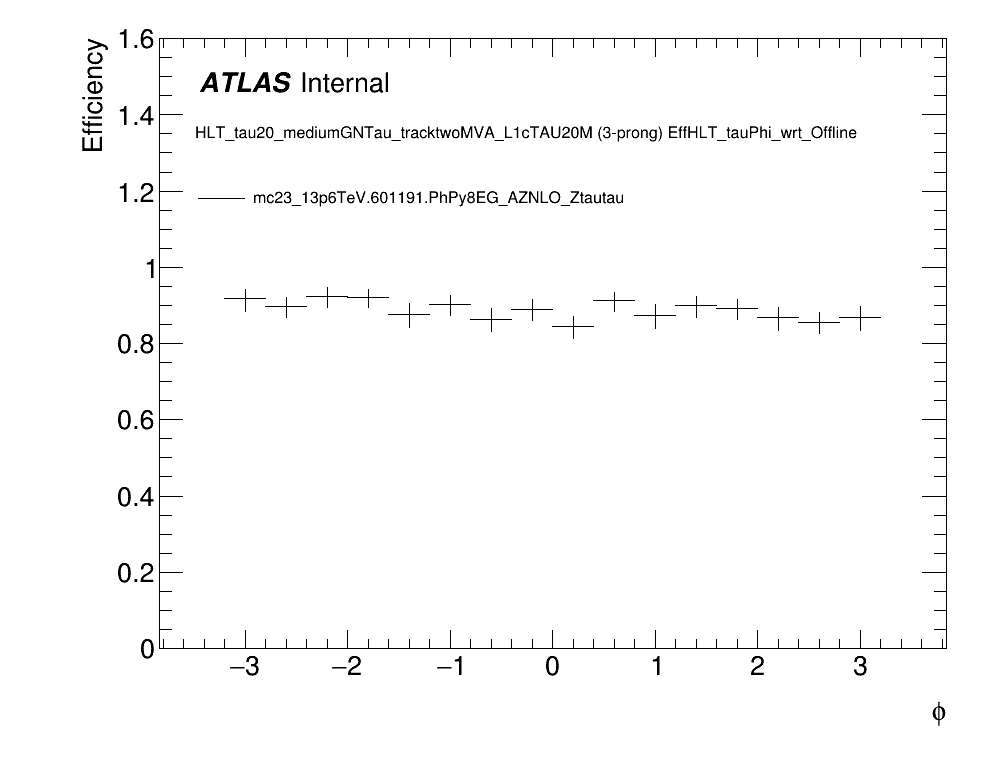 Efficiency
1.6
1.4
1.2
1
0.8
0.6
0.4
0.2
0
ATLAS Internal
HLT_tau20_mediumGNTau_tracktwoMVA_L1cTAU20M (3-prong) EffHLT_tauPhi_wrt_Offline
mc23_13p6TeV.601191.PhPy8EG_AZNLO_Ztautau
−3 −2 −1 0 1 2 3
ϕ